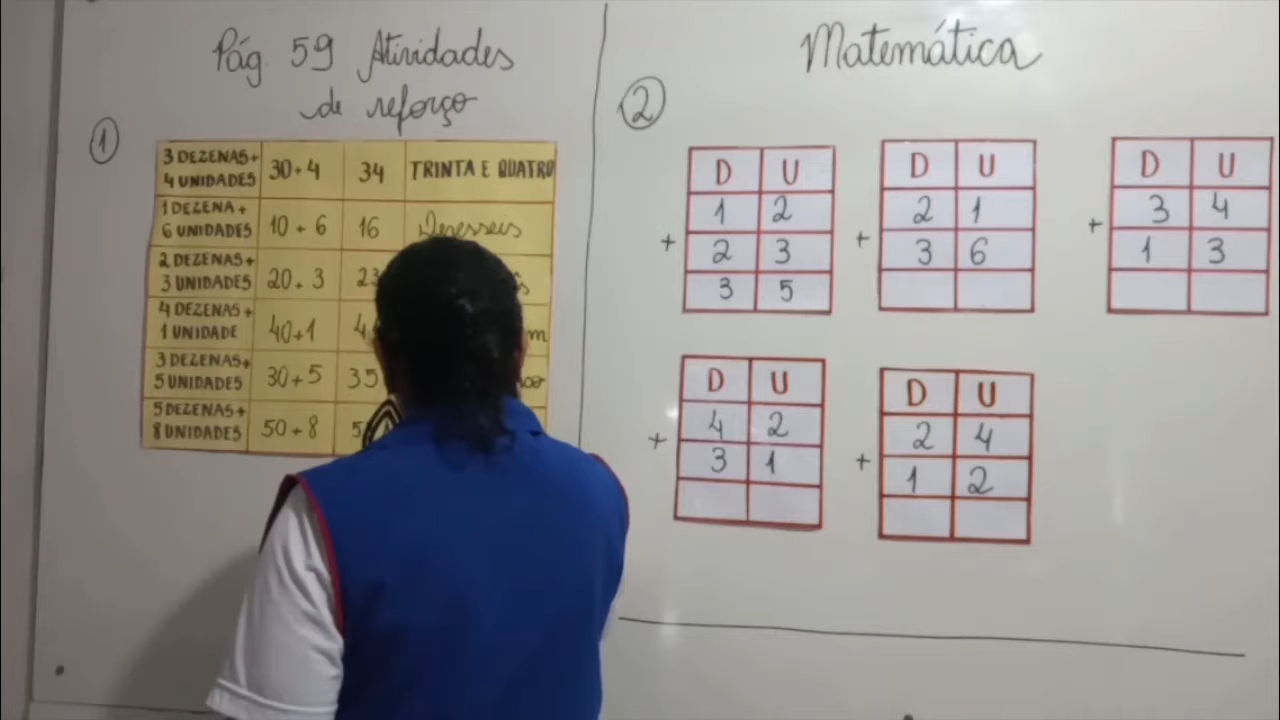 Pág. 59 Atividades
de reforço
1
3 DEZENAS+ 30+4 34 TRINTA E QUATRO
4 UNIDADES
1 DEZENA+ 10+6 16 Desesseis
6 UNIDADES
2 DEZENAS+ 20+3
3 UNIDADES
4 DEZENAS+ 40+1
1 UNIDADE
3 DEZENAS+ 30+5 35
5 UNIDADES
5 DEZENAS+ 50+8
8 UNIDADES
Matemática
2
D U
1 2
+ 2 3
3 5
D U
2 1
+ 3 6
D U
3 4
+ 1 3
D U
4 2
+ 3 1
D U
2 4
+ 1 2